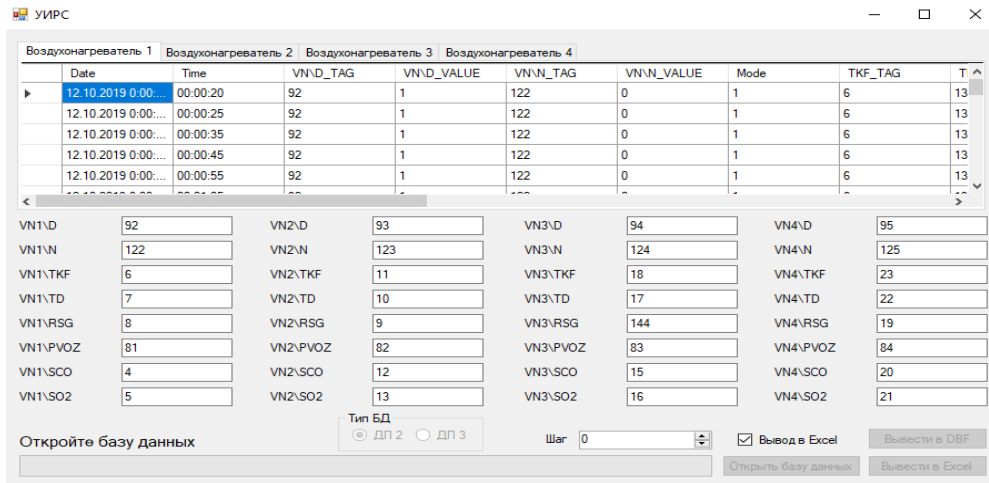 УИРС
Воздухонагреватель 1 Воздухонагреватель 2 Воздухонагреватель 3 Воздухонагреватель 4
Date Time VN\D_TAG VN\D_VALUE VN\N_TAG VN\N_VALUE Mode TKF_TAG
12.10.2019 0:00:... 00:00:20 92 1 122 0 1 6 13
12.10.2019 0:00:... 00:00:25 92 1 122 0 1 6 13
12.10.2019 0:00:... 00:00:35 92 1 122 0 1 6 13
12.10.2019 0:00:... 00:00:45 92 1 122 0 1 6 13
12.10.2019 0:00:... 00:00:55 92 1 122 0 1 6 13
VN1\D 92 VN2\D 93 VN3\D 94 VN4\D 95
VN1\N 122 VN2\N 123 VN3\N 124 VN4\N 125
VN1\TKF 6 VN2\TKF 11 VN3\TKF 18 VN4\TKF 23
VN1\TD 7 VN2\TD 10 VN3\TD 17 VN4\TD 22
VN1\RSG 8 VN2\RSG 9 VN3\RSG 144 VN4\RSG 19
VN1\PVOZ 81 VN2\PVOZ 82 VN3\PVOZ 83 VN4\PVOZ 84
VN1\SCO 4 VN2\SCO 12 VN3\SCO 15 VN4\SCO 20
VN1\SO2 5 VN2\SO2 13 VN3\SO2 16 VN4\SO2 21
Тип БД
Откройте базу данных ДП 2 ДП 3 Шаг 0 Вывод в Excel Вывести в DBF
Открыть базу данных Вывести в Excel